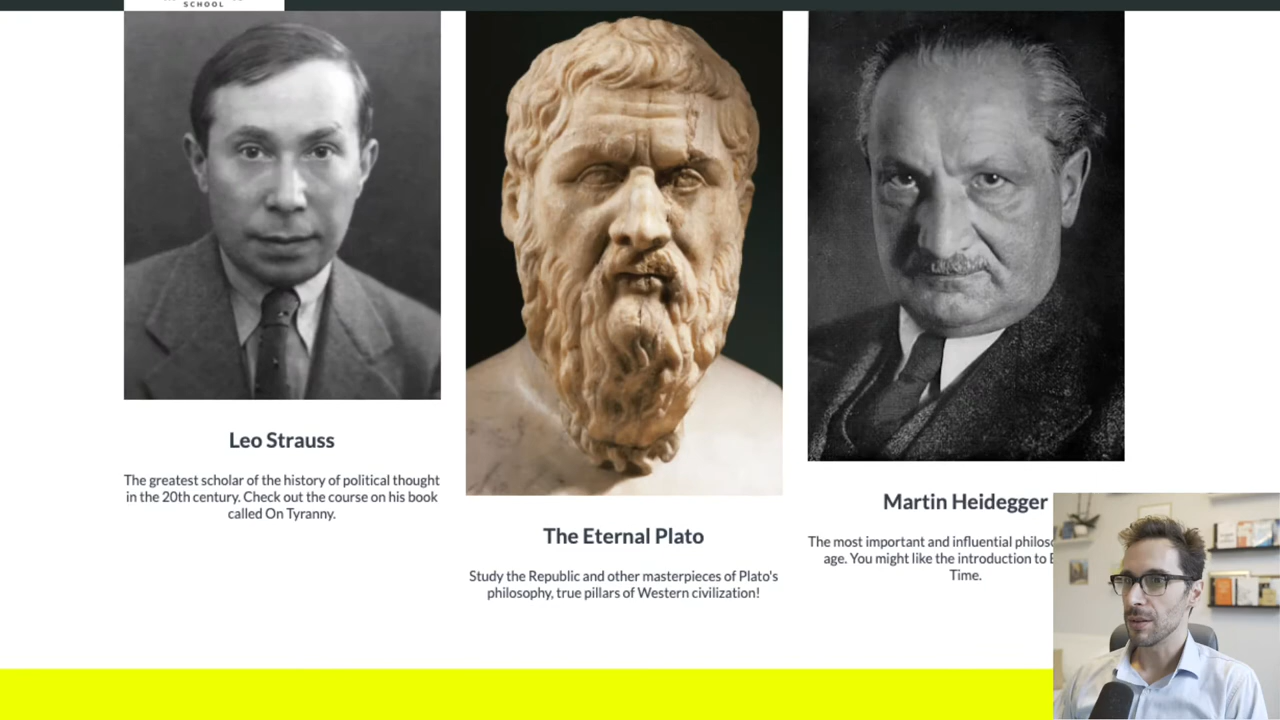 SCHOOL
Leo Strauss
The greatest scholar of the history of political thought
in the 20th century. Check out the course on his book
called On Tyranny.
The Eternal Plato
Study the Republic and other masterpieces of Plato's
philosophy, true pillars of Western civilization!
Martin Heidegger
The most important and influential
age. You might like the introduction to
Time.